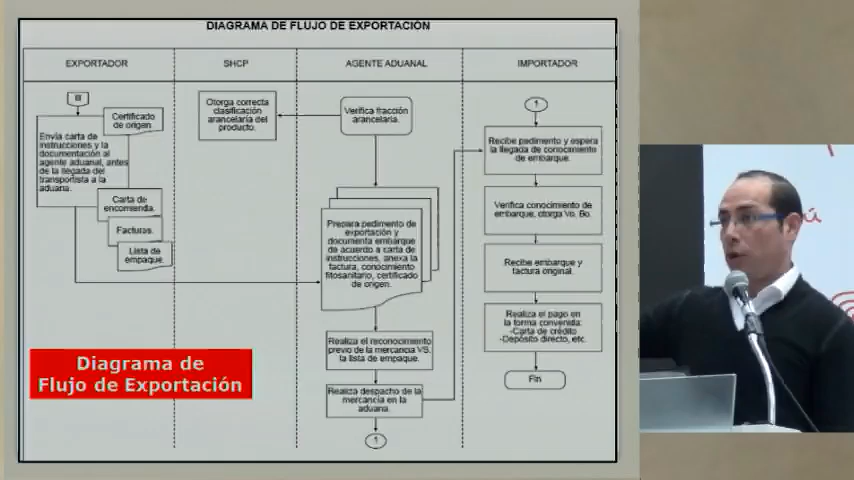 DIAGRAMA DE FLUJO DE EXPORTACIÓN
EXPORTADOR
SHCP
AGENTE ADUANAL
IMPORTADOR
Certificado
de origen
Envía carta de
instrucciones y la
documentación al
agente aduanal, antes
de la llegada del
transportista a la
aduana.
Carta de
encomienda.
Facturas.
Lista de
empaque.
Otorga correcta
clasificación
arancelaria del
producto.
Verifica fracción
arancelaria.
Prepara pedimento de
exportación y
documenta embarque
de acuerdo a carta de
instrucciones, anexa la
factura, conocimiento
fitosanitario, certificado
de origen.
Realiza el reconocimiento
previo de la mercancía VS.
la lista de empaque.
Realiza despacho de la
mercancía en la
aduana.
1
1
Recibe pedimento y espera
la llegada de conocimiento
de embarque.
Verifica conocimiento de
embarque, otorga Vo. Bo.
Recibe embarque y
factura original.
Realiza el pago en
la forma convenida:
-Carta de crédito
-Depósito directo, etc.
Fin
Diagrama de
Flujo de Exportación